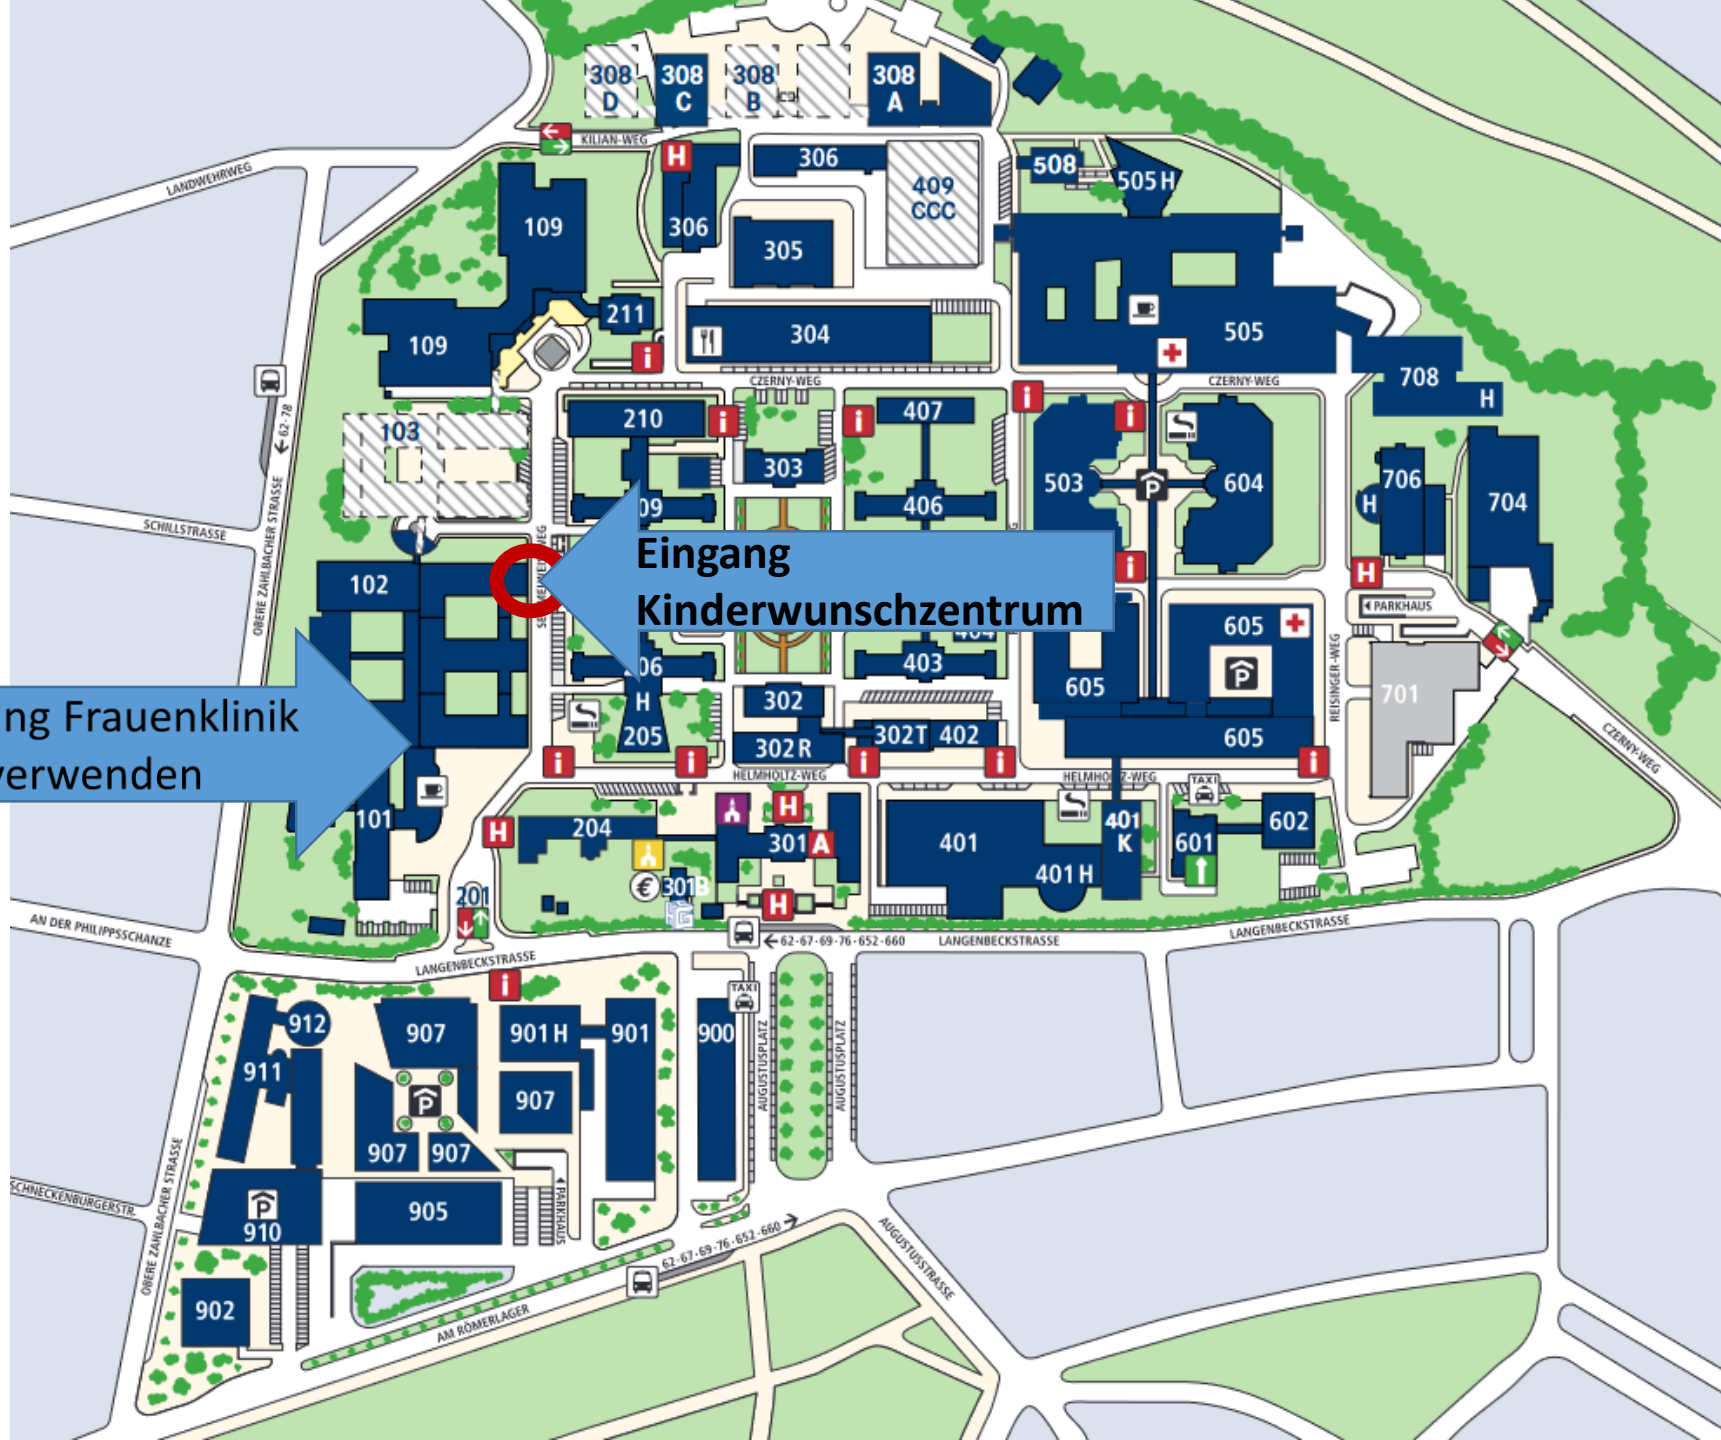 308
D
308
C
308
B
308
A
KILIAN-WEG
LANDWEHRWEG
H
306
306
409
CCC
508
505 H
109
305
211
109
304
505
i
CZERNY-WEG
CZERNY-WEG
708
H
62·78
103
210
i
i
407
i
i
303
503
604
706
H
704
09
406
P
SCHILLSTRASSE
OBERE ZAHLBACHER STRASSE
102
Eingang
Kinderwunschzentrum
i
H
PARKHAUS
605
06
403
605
P
REISINGER-WEG
701
H
205
302
302 R
302T
402
605
ng Frauenklinik
verwenden
i
i
i
i
i
HELMHOLTZ-WEG
HELMHOLTZ-WEG
TAXI
CZERNY-WEG
101
H
204
H
301
A
401
401
K
401 H
601
602
€
301B
201
H
AN DER PHILIPPSSCHANZE
62·67·69·76·652·660
LANGENBECKSTRASSE
LANGENBECKSTRASSE
LANGENBECKSTRASSE
i
TAXI
912
907
901 H
901
900
911
P
907
AUGUSTUSPLATZ
AUGUSTUSPLATZ
907
907
SCHNECKENBURGERSTR.
OBERE ZAHLBACHER STRASSE
P
910
905
PARKHAUS
62·67·69·76·652·660
AUGUSTUSSTRASSE
902
AM RÖMERLAGER